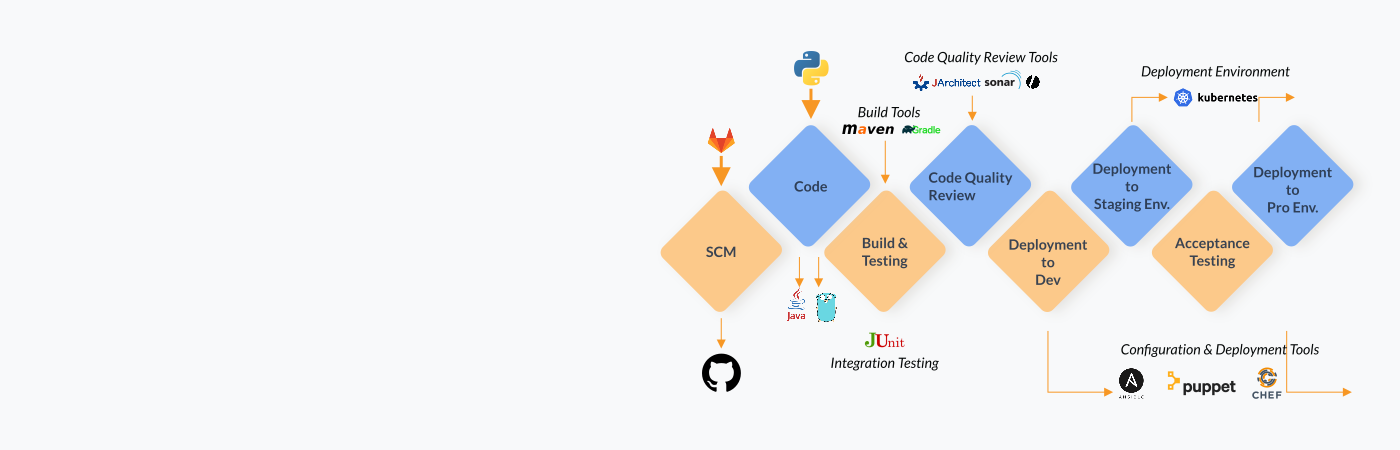 Code Quality Review Tools
JArchitect sonar
Deployment Environment
kubernetes
Build Tools
maven Gradle
Code
Code Quality
Review
Deployment
to
Staging Env.
Deployment
to
Pro Env.
SCM
Build &
Testing
Deployment
to
Dev
Acceptance
Testing
Java
JUnit
Integration Testing
Configuration & Deployment Tools
ANSIBLE
puppet
CHEF